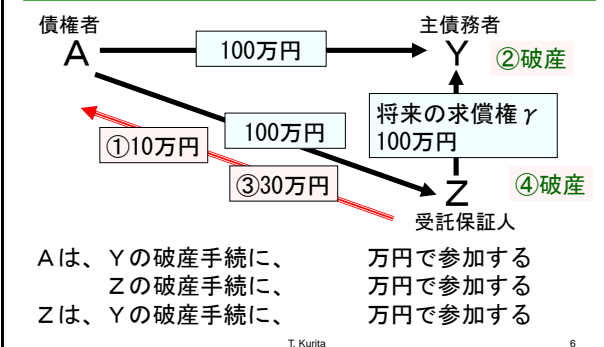 債権者
主債務者
A
100万円
Y
②破産
将来の求償権γ
100万円
100万円
①10万円
③30万円
Z
④破産
受託保証人
Aは、Yの破産手続に、 万円で参加する
Zの破産手続に、 万円で参加する
Zは、Yの破産手続に、 万円で参加する
T. Kurita
6